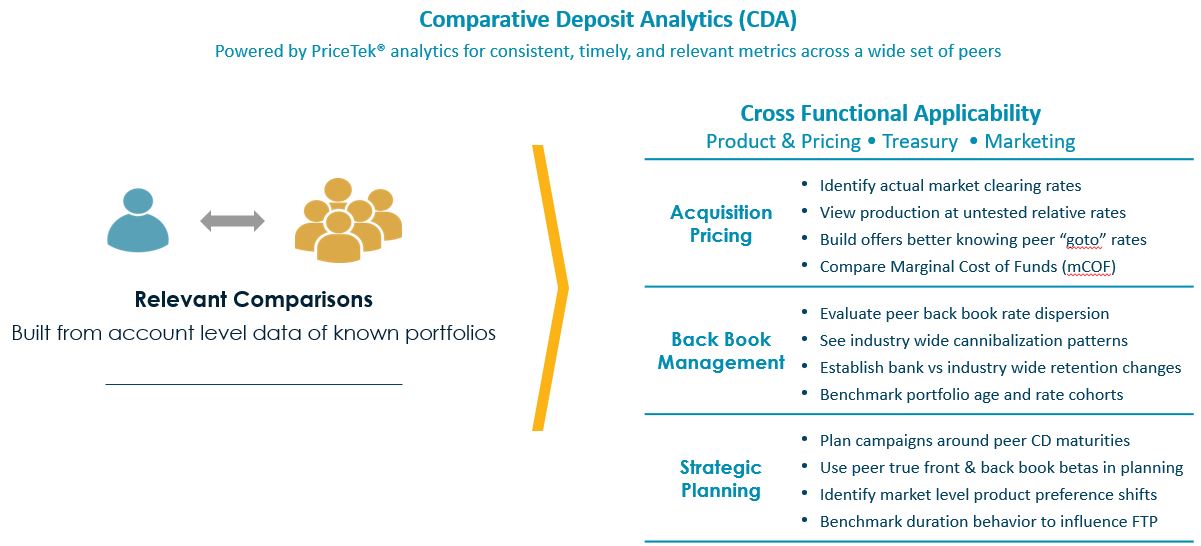 Comparative Deposit Analytics (CDA)
Powered by PriceTek® analytics for consistent, timely, and relevant metrics across a wide set of peers
Relevant Comparisons
Built from account level data of known portfolios
Cross Functional Applicability
Product & Pricing • Treasury • Marketing
Acquisition
Pricing
• Identify actual market clearing rates
• View production at untested relative rates
• Build offers better knowing peer “goto” rates
• Compare Marginal Cost of Funds (mCOF)
Back Book
Management
• Evaluate peer back book rate dispersion
• See industry wide cannibalization patterns
• Establish bank vs industry wide retention changes
• Benchmark portfolio age and rate cohorts
Strategic
Planning
• Plan campaigns around peer CD maturities
• Use peer true front & back book betas in planning
• Identify market level product preference shifts
• Benchmark duration behavior to influence FTP